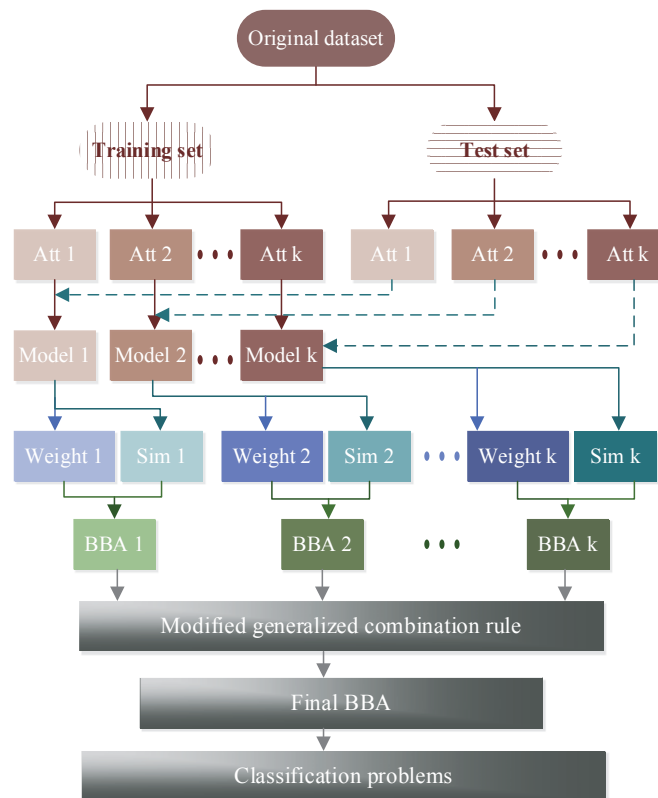 Original dataset
Training set
Test set
Att 1
Att 2
Att k
Att 1
Att 2
Att k
Model 1
Model 2
Model k
Weight 1
Sim 1
Weight 2
Sim 2
Weight k
Sim k
BBA 1
BBA 2
BBA k
Modified generalized combination rule
Final BBA
Classification problems